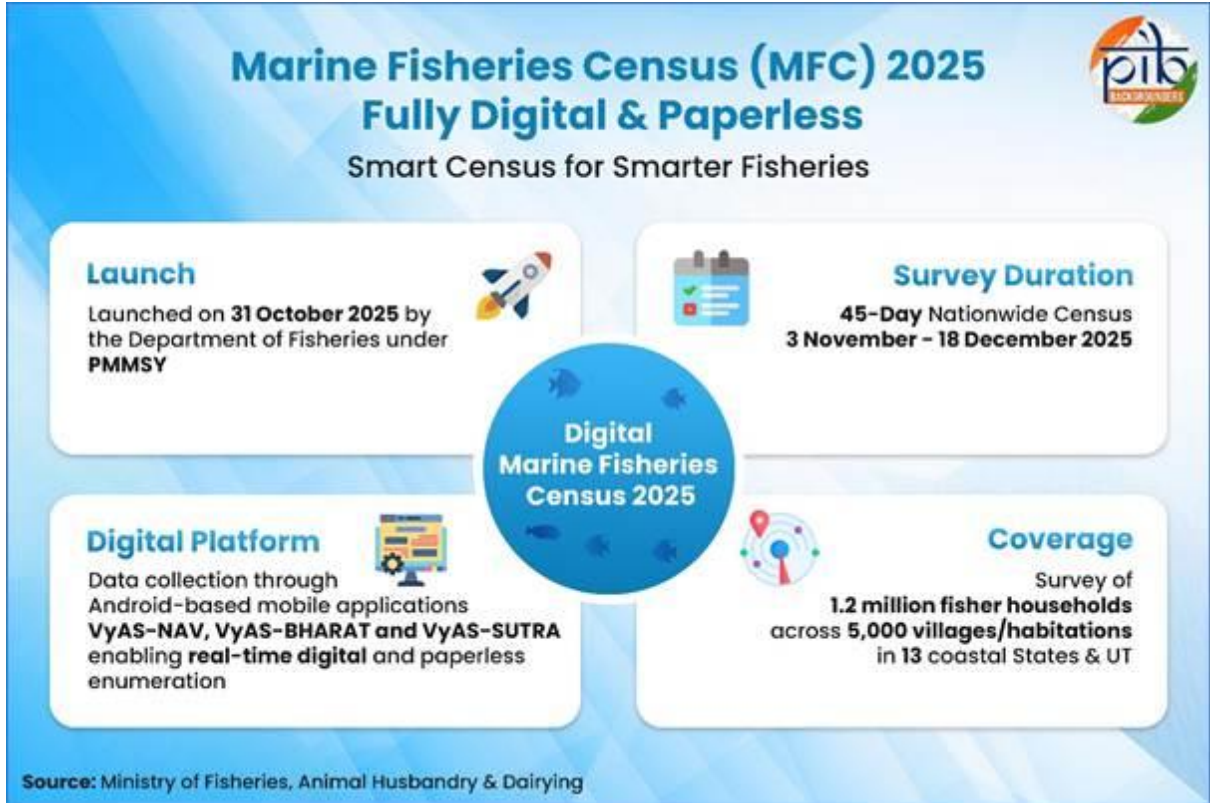 Marine Fisheries Census (MFC) 2025
Fully Digital & Paperless
Smart Census for Smarter Fisheries
pib
BACKGROUNDERS
Launch
Launched on 31 October 2025 by
the Department of Fisheries under
PMMSY
Survey Duration
45-Day Nationwide Census
3 November - 18 December 2025
Digital
Marine Fisheries
Census 2025
Digital Platform
Data collection through
Android-based mobile applications
VyAS-NAV, VyAS-BHARAT and VyAS-SUTRA
enabling real-time digital and paperless
enumeration
Coverage
Survey of
1.2 million fisher households
across 5,000 villages/habitations
in 13 coastal States & UT
Source: Ministry of Fisheries, Animal Husbandry & Dairying